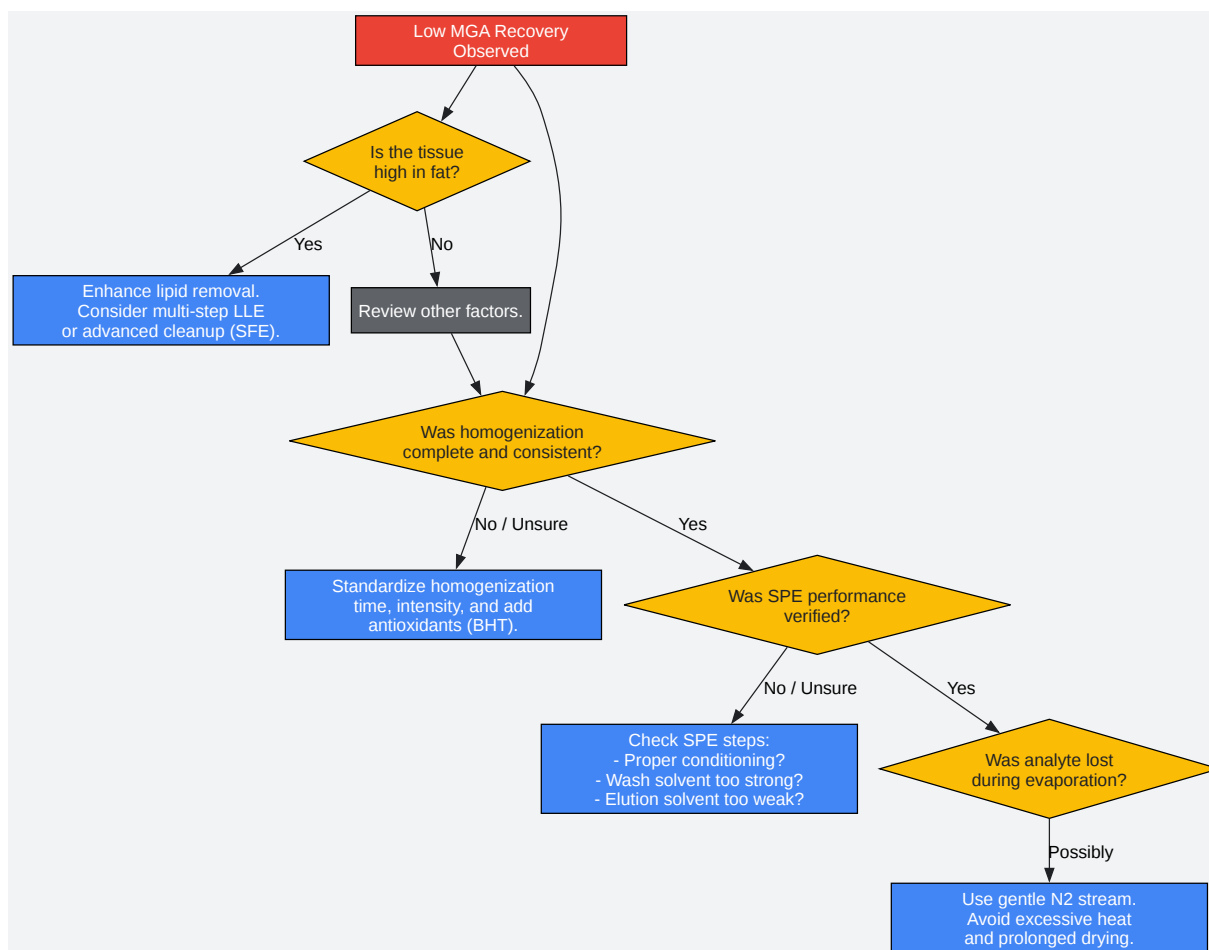 Low MGA Recovery
Observed
Is the tissue
high in fat?
Yes
No
Enhance lipid removal.
Consider multi-step LLE
or advanced cleanup (SFE).
Review other factors.
Was homogenization
complete and consistent?
No / Unsure
Yes
Standardize homogenization
time, intensity, and add
antioxidants (BHT).
Was SPE performance
verified?
No / Unsure
Yes
Check SPE steps:
- Proper conditioning?
- Wash solvent too strong?
- Elution solvent too weak?
Was analyte lost
during evaporation?
Possibly
Use gentle N2 stream.
Avoid excessive heat
and prolonged drying.